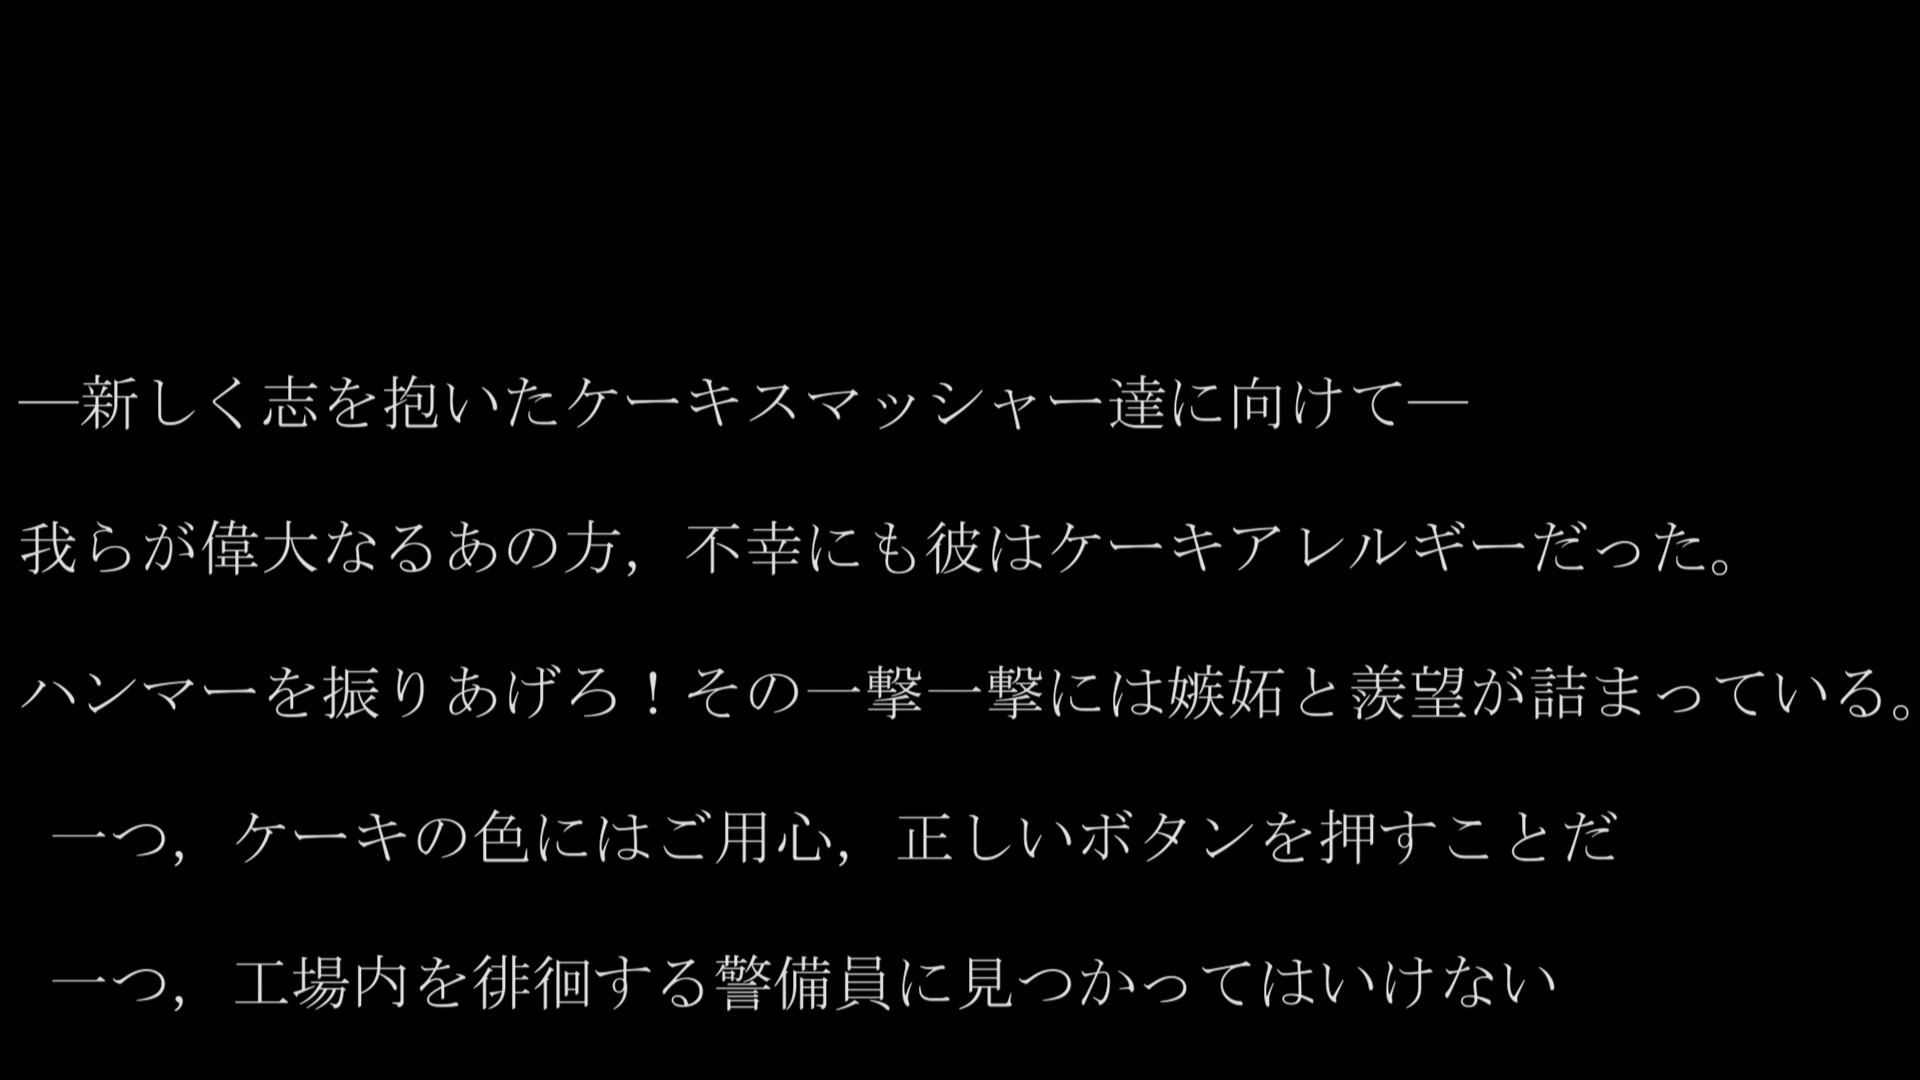 ―新しく志を抱いたケーキスマッシャー達に向けて―
我らが偉大なるあの方，不幸にも彼はケーキアレルギーだった。
ハンマーを振りあげろ！その一撃一撃には嫉妬と羨望が詰まっている。
一つ，ケーキの色にはご用心，正しいボタンを押すことだ
一つ，工場内を徘徊する警備員に見つかってはいけない